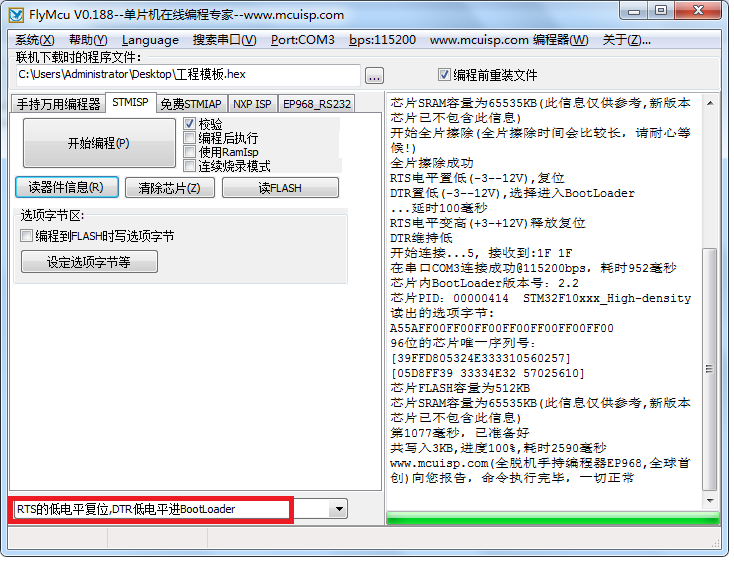 FlyMcu V0.188--单片机在线编程专家--www.mcuisp.com
系统(X) 帮助(Y) Language 搜索串口(V) Port:COM3 bps:115200 www.mcuisp.com 编程器(W) 关于(Z)...
联机下载时的程序文件：
C:\Users\Administrator\Desktop\工程模板.hex ... 编程前重装文件
手持万用编程器 STMISP 免费STMIAP NXP ISP EP968_RS232
开始编程(P)
校验
编程后执行
使用RamIsp
连续烧录模式
读器件信息(R) 清除芯片(Z) 读FLASH
选项字节区:
编程到FLASH时写选项字节
设定选项字节等
RTS的低电平复位,DTR低电平进BootLoader
芯片SRAM容量为65535KB(此信息仅供参考,新版本
芯片已不包含此信息)
开始全片擦除(全片擦除时间会比较长，请耐心等
候!)
全片擦除成功
RTS电平置低(-3--12V),复位
DTR置低(-3--12V),选择进入BootLoader
...延时100毫秒
RTS电平变高(+3-+12V)释放复位
DTR维持低
开始连接...5, 接收到:1F 1F
在串口COM3连接成功@115200bps，耗时952毫秒
芯片内BootLoader版本号：2.2
芯片PID：00000414 STM32F10xxx_High-density
读出的选项字节:
A55AFF00FF00FF00FF00FF00FF00FF00
96位的芯片唯一序列号:
[39FFD805324E333310560257]
[05D8FF39 33334E32 57025610]
芯片FLASH容量为512KB
芯片SRAM容量为65535KB(此信息仅供参考,新版本
芯片已不包含此信息)
第1077毫秒，已准备好
共写入3KB,进度100%,耗时2590毫秒
www.mcuisp.com(全脱机手持编程器EP968,全球首
创)向您报告，命令执行完毕，一切正常